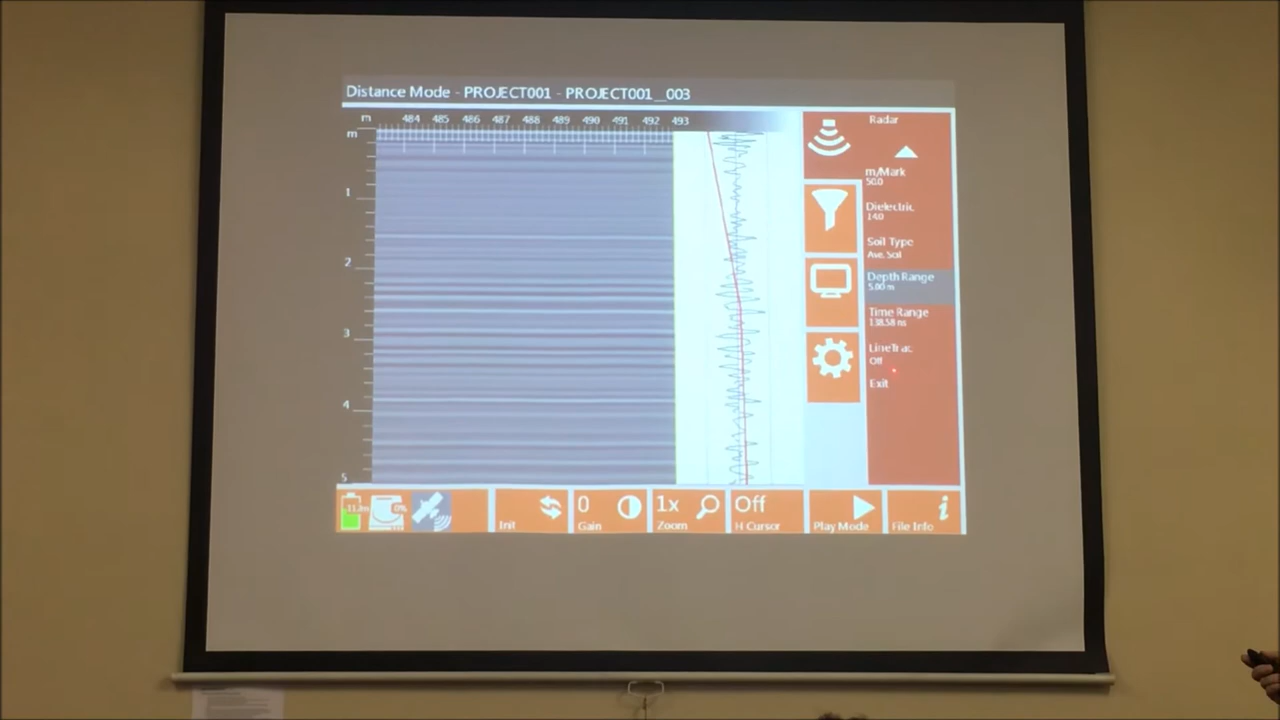 Distance Mode - PROJECT001 - PROJECT001__003
m 484 485 486 487 488 489 490 491 492 493
m
1
2
3
4
5
Radar
m/Mark
50.0
Dielectric
14.0
Soil Type
Ave. Soil
Depth Range
5.00 m
Time Range
138.58 ns
LineTrac
Off
Exit
0%
Init
0
Gain
1x
Zoom
Off
H Cursor
Play Mode
File Info